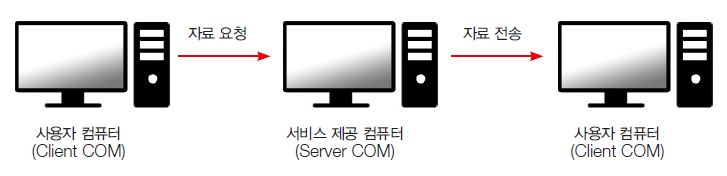 자료 요청
자료 전송
사용자 컴퓨터
(Client COM)
서비스 제공 컴퓨터
(Server COM)
사용자 컴퓨터
(Client COM)